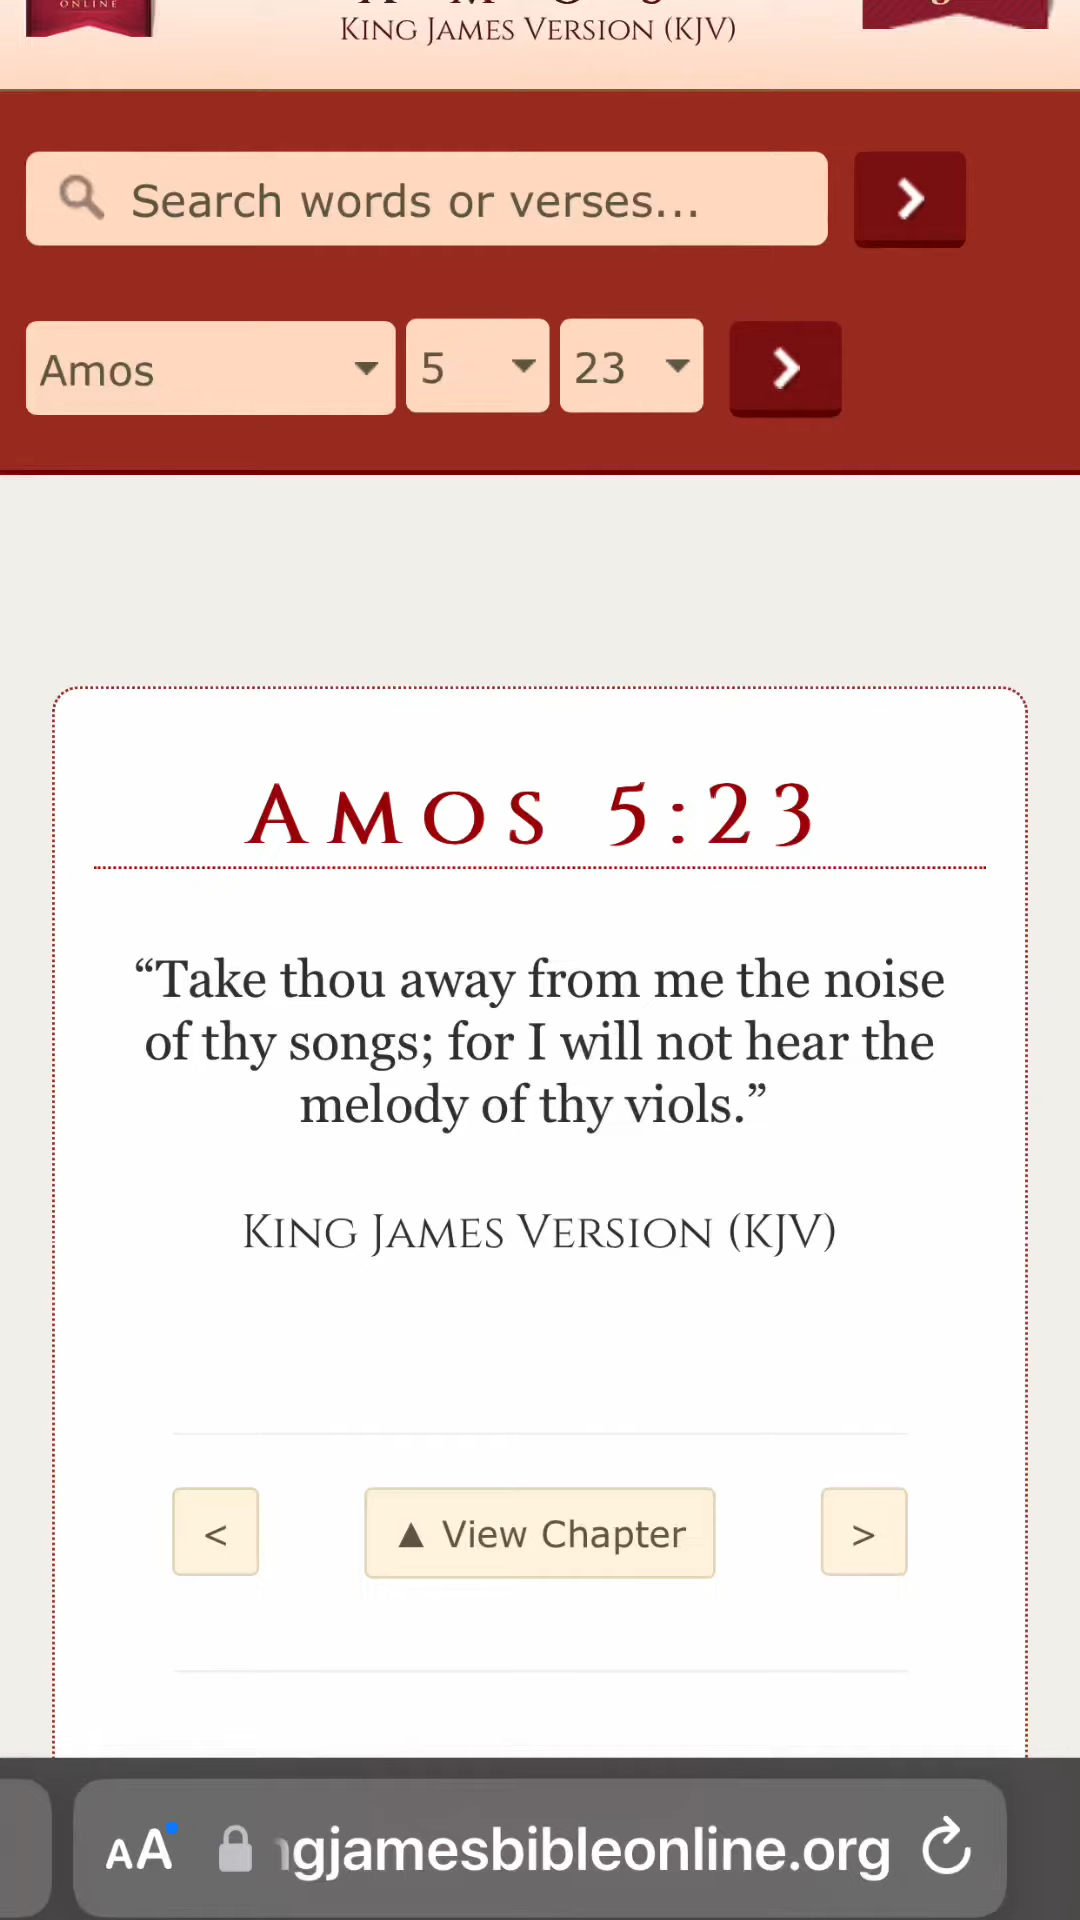 ONLINE
KING JAMES VERSION (KJV)
Search words or verses...
Amos 5 23
AMOS 5:23
“Take thou away from me the noise
of thy songs; for I will not hear the
melody of thy viols.”
KING JAMES VERSION (KJV)
< ▲ View Chapter >
AA ngjamesbibleonline.org